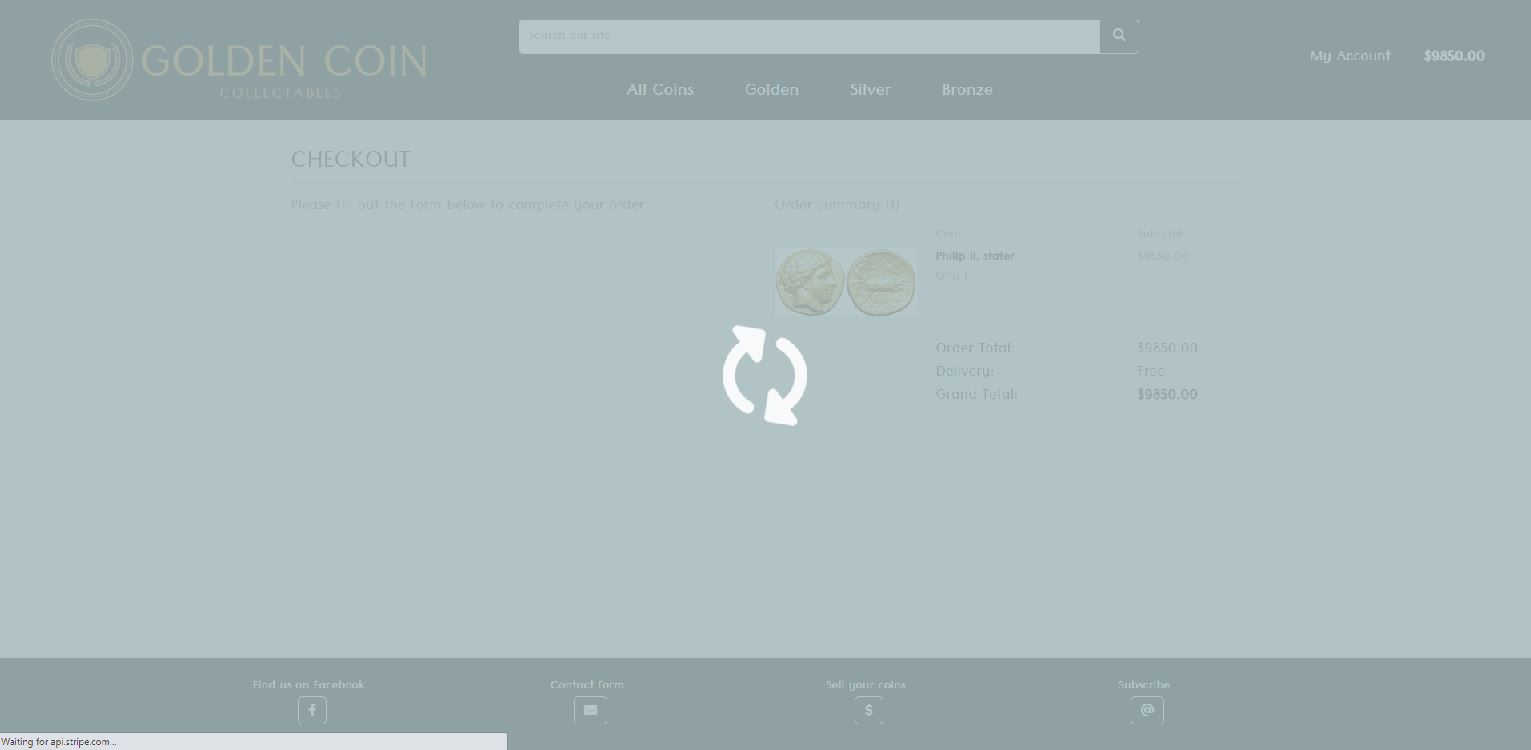 GOLDEN COIN
COLLECTABLES
Search our site
My Account
$9850.00
All Coins
Golden
Silver
Bronze
CHECKOUT
Please fill out the form below to complete your order
Order Summary (1)
Coin
Subtotal
Philip II, stater
$9850.00
Qty: 1
Order Total:
$9850.00
Delivery:
Free
Grand Total:
$9850.00
Find us on Facebook
Contact form
Sell your coins
Subscribe
Waiting for api.stripe.com...